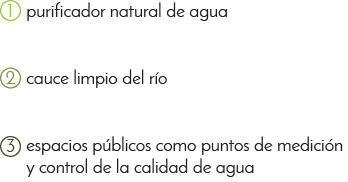 1 purificador natural de agua
2 cauce limpio del río
3 espacios públicos como puntos de medición
y control de la calidad de agua